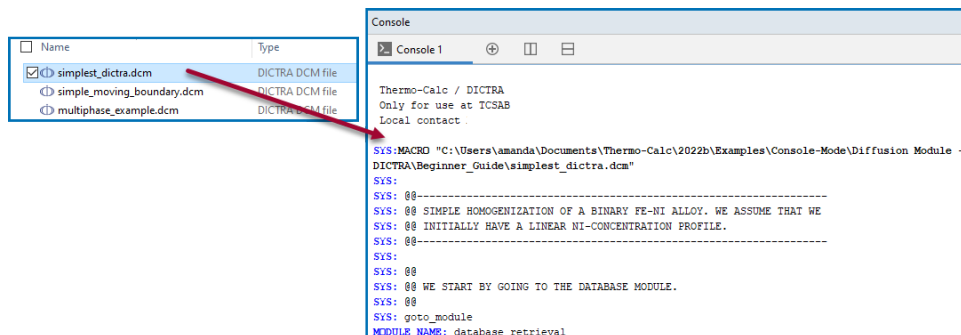 Name Type
simplest_dictra.dcm DICTRA DCM file
simple_moving_boundary.dcm DICTRA DCM file
multiphase_example.dcm DICTRA DCM file
Console
Console 1
Thermo-Calc / DICTRA
Only for use at TCSAB
Local contact
SYS:MACRO "C:\Users\amanda\Documents\Thermo-Calc\2022b\Examples\Console-Mode\Diffusion Module -
DICTRA\Beginner_Guide\simplest_dictra.dcm"
SYS:
SYS: @@-----------------------------------------------------------------
SYS: @@ SIMPLE HOMOGENIZATION OF A BINARY FE-NI ALLOY. WE ASSUME THAT WE
SYS: @@ INITIALLY HAVE A LINEAR NI-CONCENTRATION PROFILE.
SYS: @@-----------------------------------------------------------------
SYS:
SYS: @@
SYS: @@ WE START BY GOING TO THE DATABASE MODULE.
SYS: @@
SYS: goto_module
MODULE NAME: database_retrieval